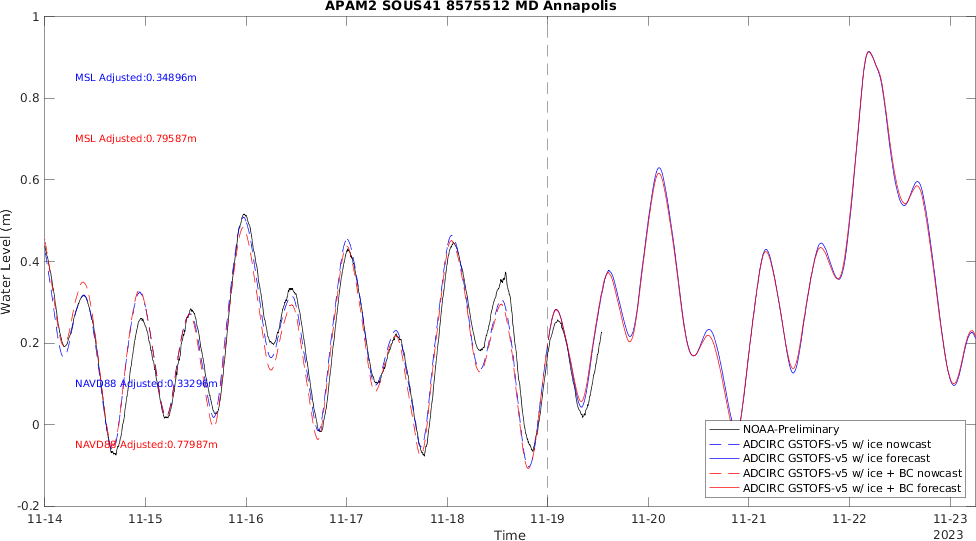 APAM2 SOUS41 8575512 MD Annapolis
1
0.8
0.6
0.4
0.2
0
-0.2
Water Level (m)
MSL Adjusted:0.34896m
MSL Adjusted:0.79587m
NAVD88 Adjusted:0.33296m
NAVD88 Adjusted:0.77987m
NOAA-Preliminary
ADCIRC GSTOFS-v5 w/ ice nowcast
ADCIRC GSTOFS-v5 w/ ice forecast
ADCIRC GSTOFS-v5 w/ ice + BC nowcast
ADCIRC GSTOFS-v5 w/ ice + BC forecast
11-14 11-15 11-16 11-17 11-18 11-19 11-20 11-21 11-22 11-23
Time
2023